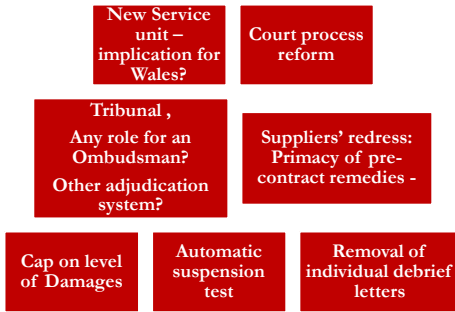 New Service
unit –
implication for
Wales?
Court process
reform
Tribunal ,
Any role for an
Ombudsman?
Other adjudication
system?
Suppliers' redress:
Primacy of pre-
contract remedies -
Cap on level
of Damages
Automatic
suspension
test
Removal of
individual debrief
letters